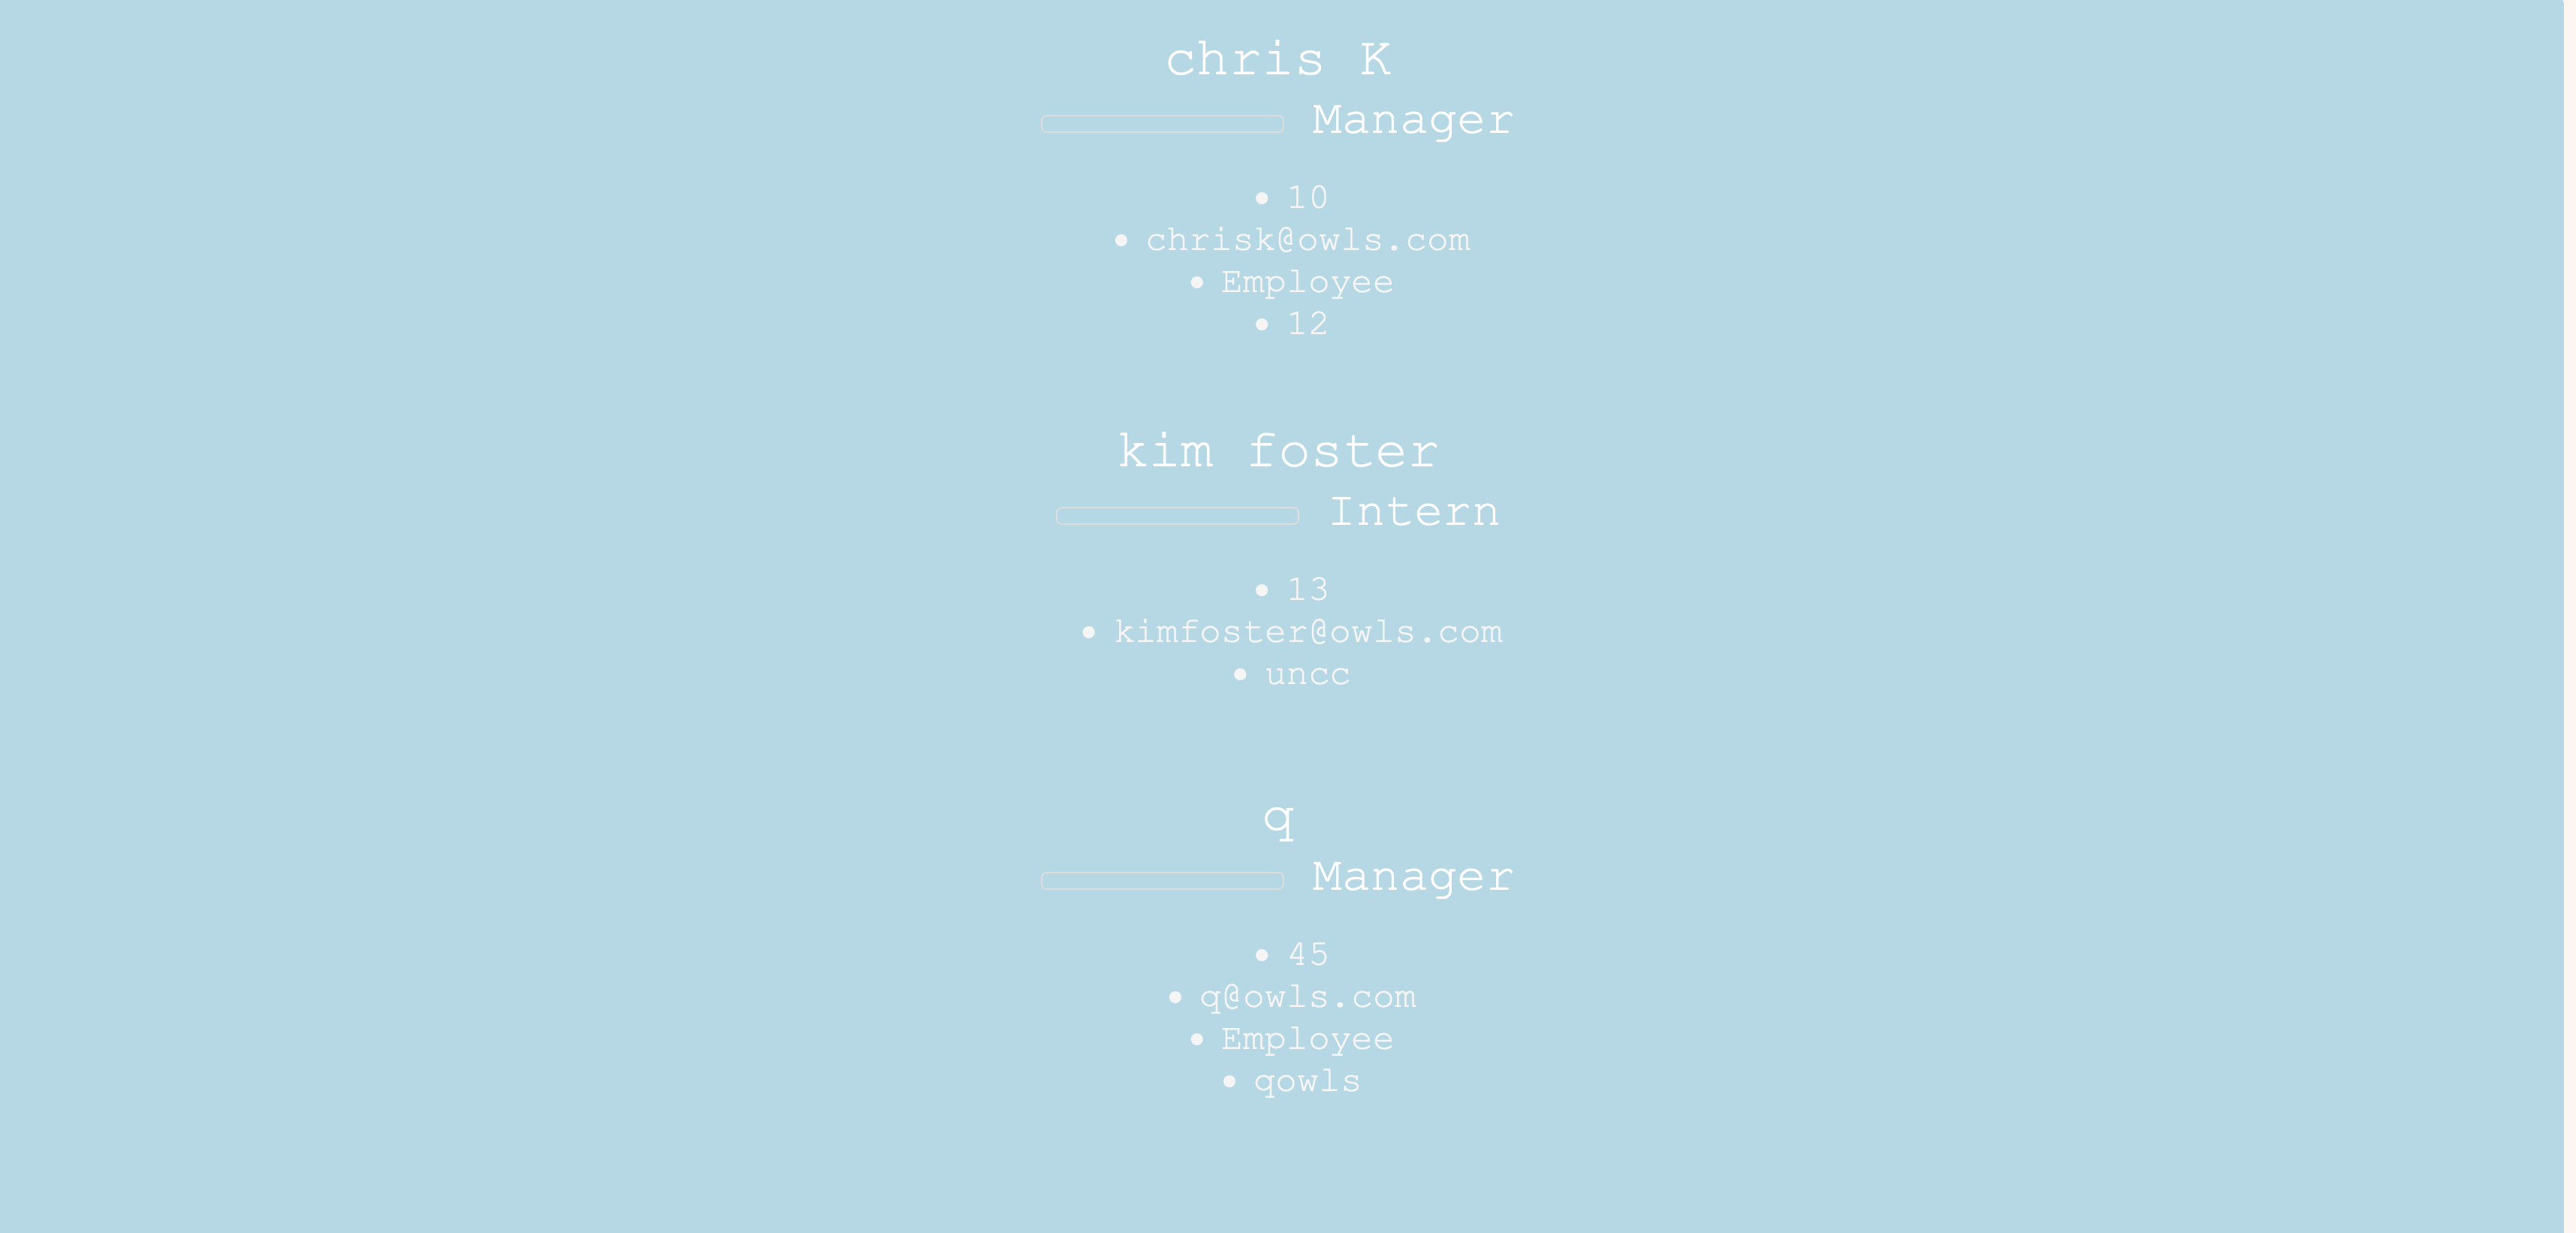 chris K
Manager
• 10
• chrisk@owls.com
• Employee
• 12
kim foster
Intern
• 13
• kimfoster@owls.com
• uncc
q
Manager
• 45
• q@owls.com
• Employee
• qowls